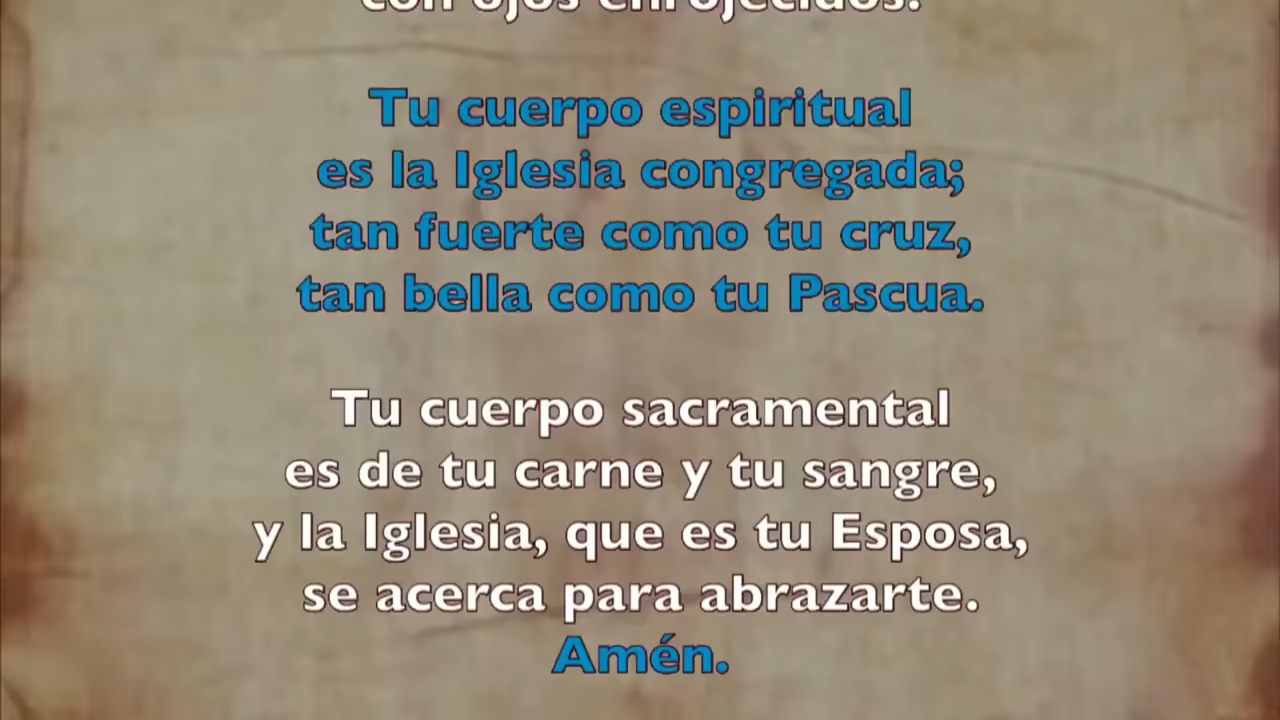 con ojos enrojecidos.
Tu cuerpo espiritual
es la Iglesia congregada;
tan fuerte como tu cruz,
tan bella como tu Pascua.
Tu cuerpo sacramental
es de tu carne y tu sangre,
y la Iglesia, que es tu Esposa,
se acerca para abrazarte.
Amén.